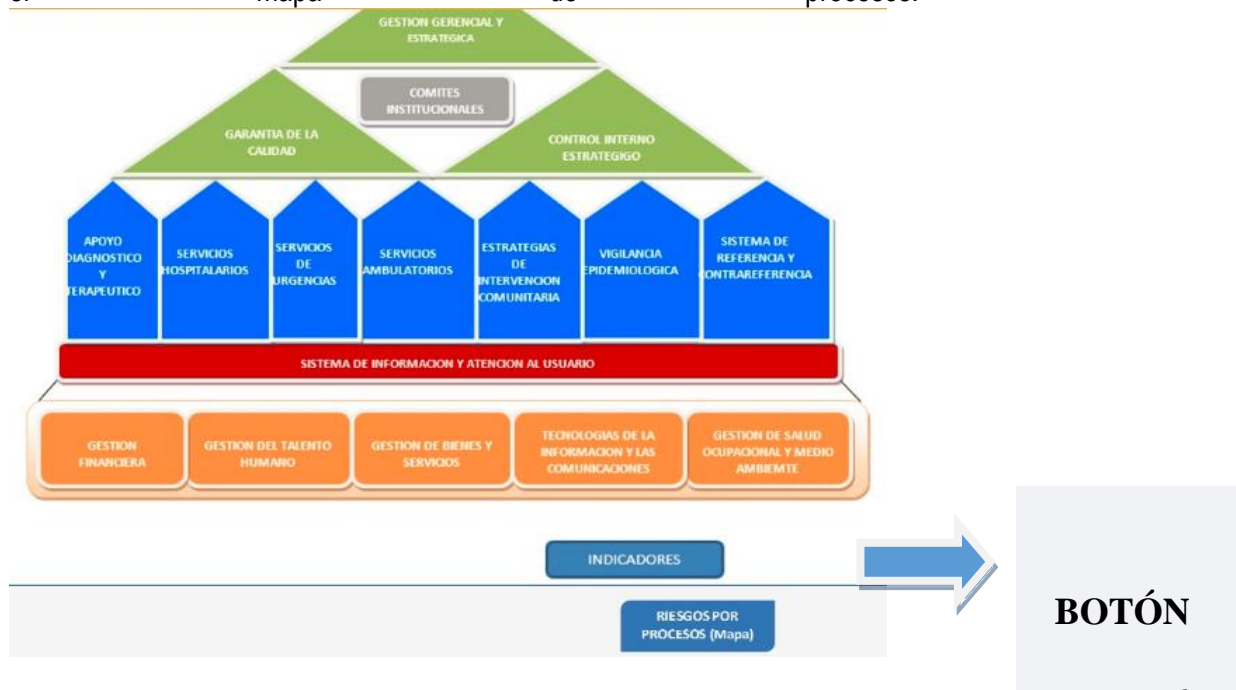 el mapa de procesos.
GESTION GERENCIAL Y
ESTRATEGICA
COMITES
INSTITUCIONALES
GARANTIA DE LA
CALIDAD
CONTROL INTERNO
ESTRATEGIGO
APOYO
DIAGNOSTICO
Y
TERAPEUTICO
SERVICIOS
HOSPITALARIOS
SERVICIOS
DE
URGENCIAS
SERVICIOS
AMBULATORIOS
ESTRATEGIAS
DE
INTERVENCION
COMUNITARIA
VIGILANCIA
EPIDEMIOLOGICA
SISTEMA DE
REFERENCIA Y
CONTRAREFERENCIA
SISTEMA DE INFORMACION Y ATENCION AL USUARIO
GESTION
FINANCIERA
GESTION DEL TALENTO
HUMANO
GESTION DE BIENES Y
SERVICIOS
TECNOLOGIAS DE LA
INFORMACION Y LAS
COMUNICACIONES
GESTION DE SALUD
OCUPACIONAL Y MEDIO
AMBIEMTE
INDICADORES
RIESGOS POR
PROCESOS (Mapa)
BOTÓN